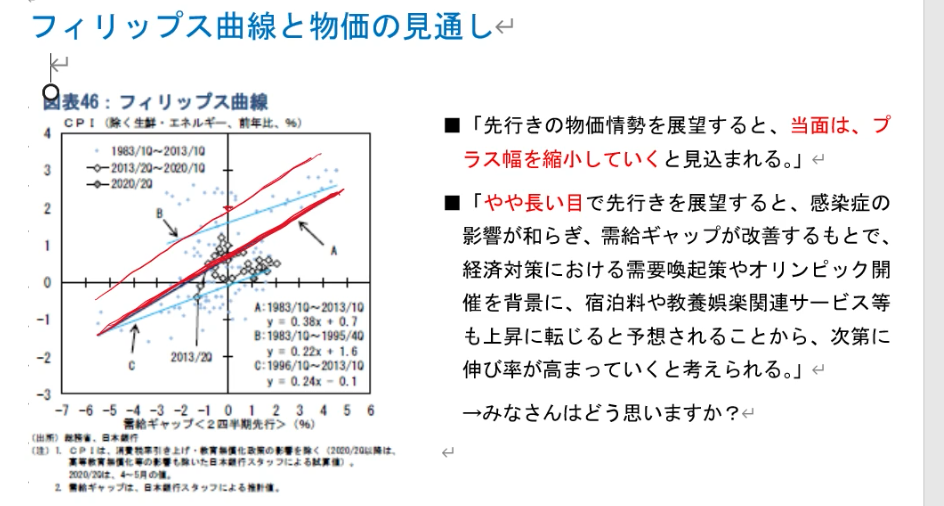 フィリップス曲線と物価の見通し↵
↵
図表46：フィリップス曲線
CPI（除く生鮮・エネルギー、前年比、％）
4
3
2
1
0
-1
-2
-3
1983/1Q～2013/1Q
2013/2Q～2020/1Q
2020/2Q
B
A
C
2013/2Q
A:1983/1Q～2013/1Q
y = 0.38x + 0.7
B:1983/1Q～1995/4Q
y = 0.22x + 1.6
C:1996/1Q～2013/1Q
y = 0.24x - 0.1
-7 -6 -5 -4 -3 -2 -1 0 1 2 3 4 5 6
需給ギャップ＜２四半期先行＞（％）
（出所）総務省、日本銀行
（注）1. CPIは、消費税率引き上げ・教育無償化政策の影響を除く（2020/2Q以降は、
高等教育無償化等の影響も除いた日本銀行スタッフによる試算値）。
2020/2Qは、4～5月の値。
2. 需給ギャップは、日本銀行スタッフによる推計値。
■「先行きの物価情勢を展望すると、当面は、プ
ラス幅を縮小していくと見込まれる。」↵
■「やや長い目で先行きを展望すると、感染症の
影響が和らぎ、需給ギャップが改善するもとで、
経済対策における需要喚起策やオリンピック開
催を背景に、宿泊料や教養娯楽関連サービス等
も上昇に転じると予想されることから、次第に
伸び率が高まっていくと考えられる。」↵
→みなさんはどう思いますか？↵
↵